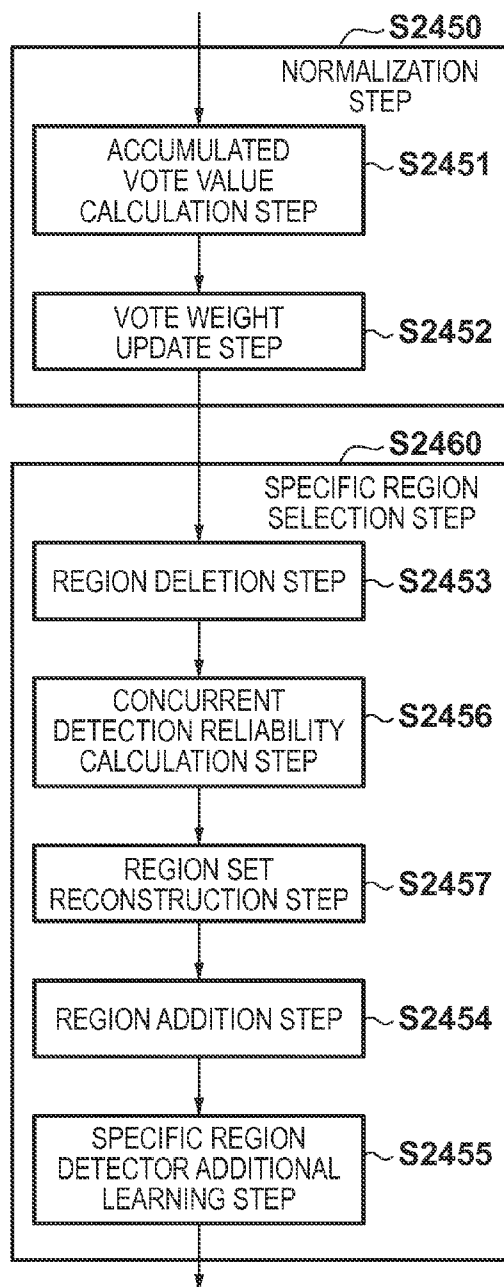 S2450
NORMALIZATION
STEP
ACCUMULATED
VOTE VALUE
CALCULATION STEP
S2451
VOTE WEIGHT
UPDATE STEP
S2452
S2460
SPECIFIC REGION
SELECTION STEP
REGION DELETION STEP
S2453
CONCURRENT
DETECTION RELIABILITY
CALCULATION STEP
S2456
REGION SET
RECONSTRUCTION STEP
S2457
REGION ADDITION STEP
S2454
SPECIFIC REGION
DETECTOR ADDITIONAL
LEARNING STEP
S2455